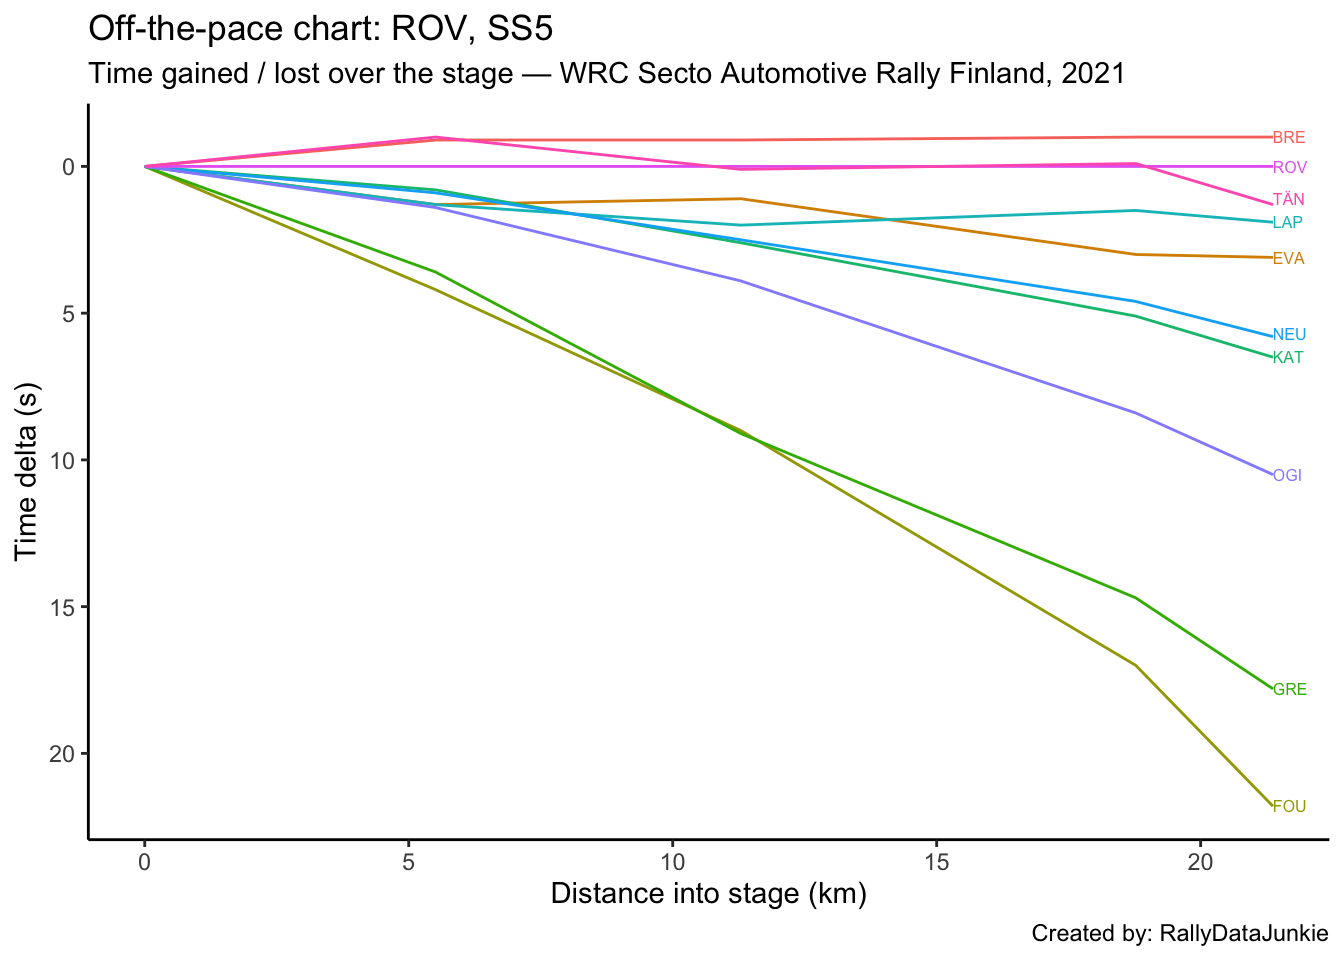 Off-the-pace chart: ROV, SS5
Time gained / lost over the stage — WRC Secto Automotive Rally Finland, 2021
BRE
0
ROV
TÄN
LAP
EVA
5
NEU
KAT
Time delta (s)
10
OGI
15
GRE
20
FOU
0 5 10 15 20
Distance into stage (km)
Created by: RallyDataJunkie